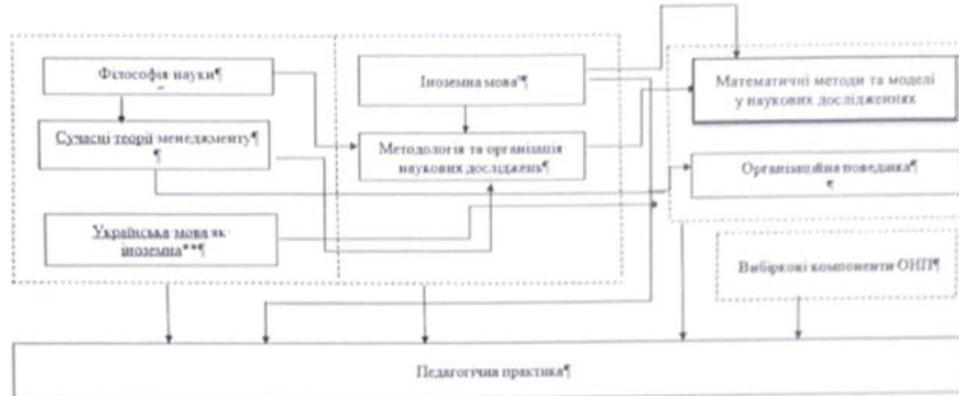 Філософія науки¶
Сучасні теорії менеджменту¶
¶
Українська мова як
іноземна**¶
Іноземна мова*¶
Методологія та організація
наукових досліджень¶
Математичні методи та моделі
у наукових дослідженнях
Організаційна поведінка¶
¶
Вибіркові компоненти ОНП¶
Педагогічна практика¶